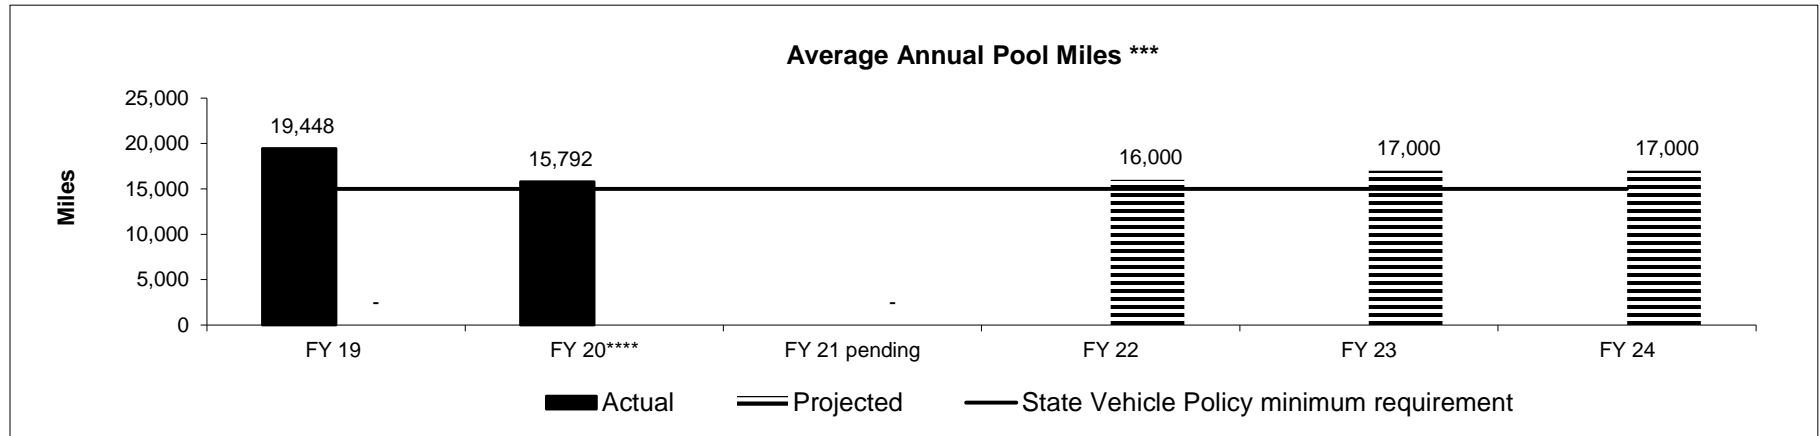 Average Annual Pool Miles ***
Miles
25,000
20,000
15,000
10,000
5,000
0
19,448
-
15,792
-
16,000
17,000
17,000
FY 19
FY 20****
FY 21 pending
FY 22
FY 23
FY 24
Actual
Projected
State Vehicle Policy minimum requirement